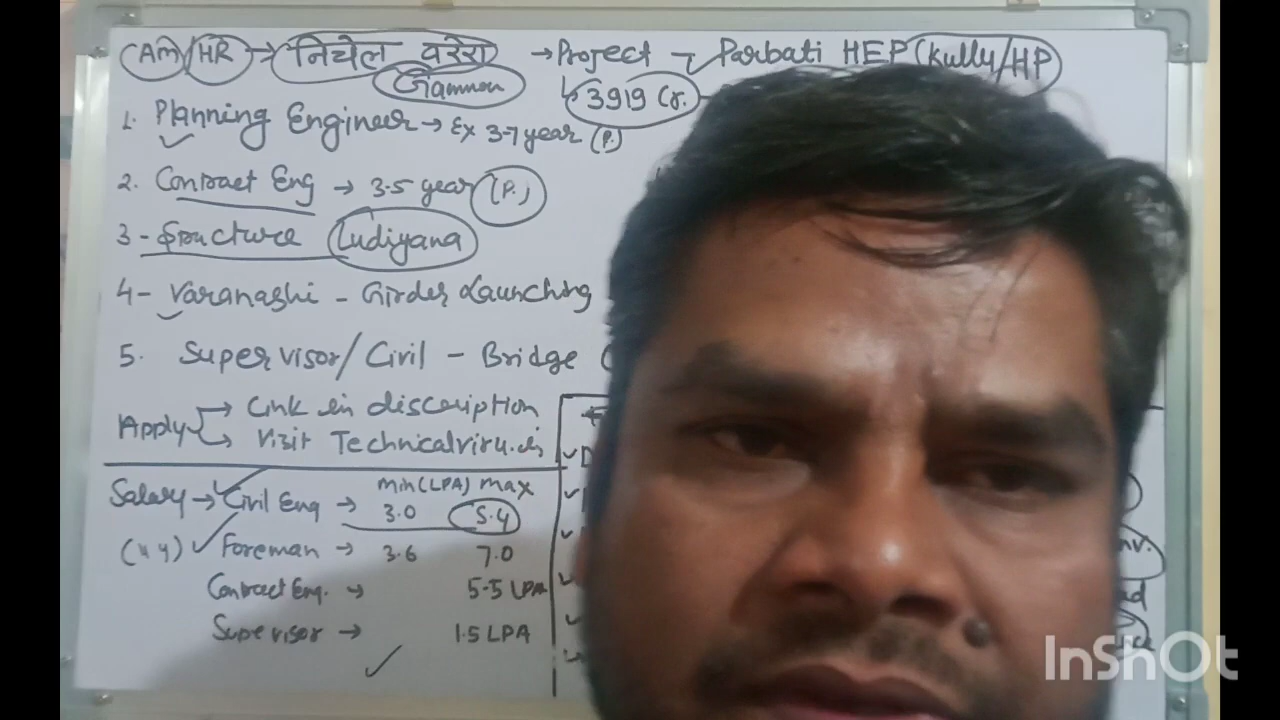 AM/HR → निर्चेल वरेरा → Project → Parbati HEP (Kully/HP
Gammon ↳ 3919 Cr. -
1. Planning Engineer → Ex 3-7 year (P.)
2. Contract Eng → 3-5 year (P.)
3 - Structure (Ludiyana)
4 - Varanashi - Girder Launching
5. Supervisor/Civil - Bridge (
Apply → Link in discription
→ Visit Technicalviru.in
Salary → Civil Eng → min (LPA) max
3.0 5.4
(44) ✓ Foreman → 3.6 7.0
Contract Eng. → 5.5 LPA
Supervisor → 1.5 LPA
InShOt